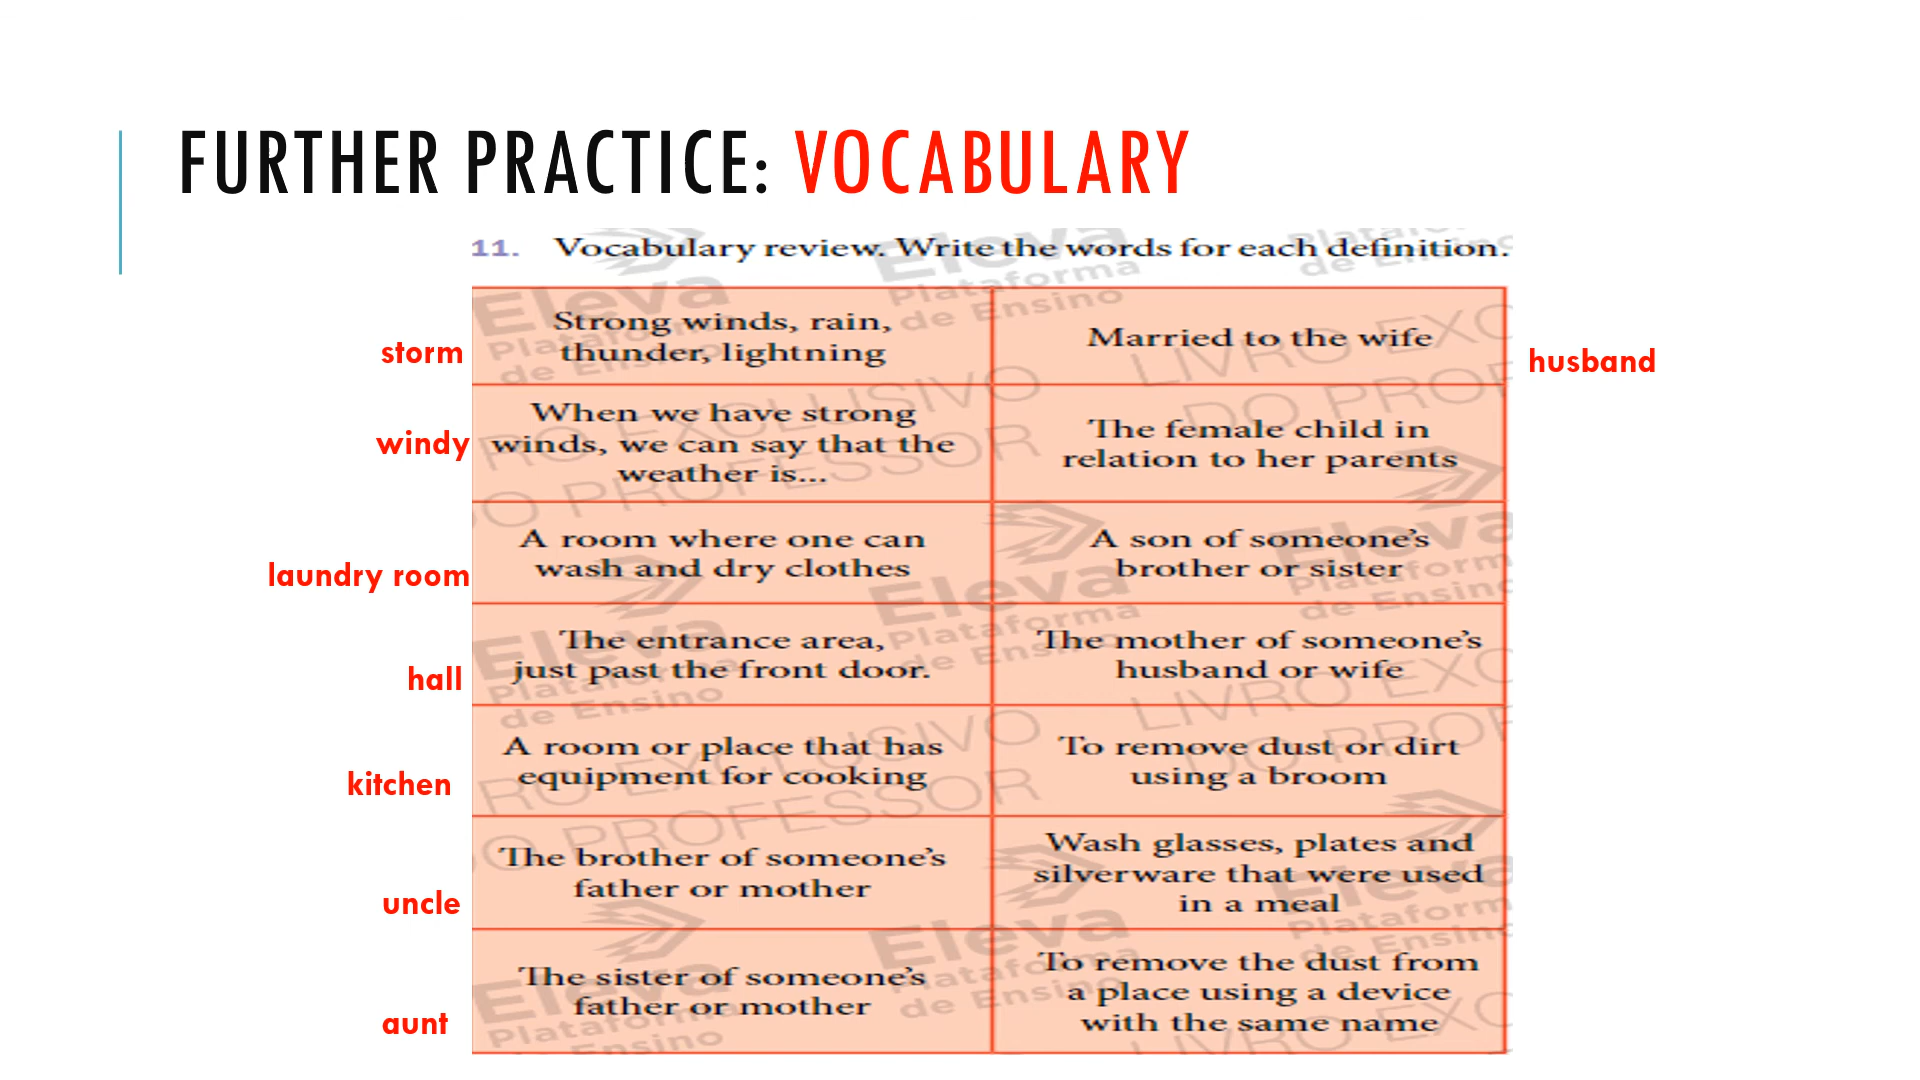 FURTHER PRACTICE: VOCABULARY
11. Vocabulary review. Write the words for each definition.
storm
Strong winds, rain,
thunder, lightning
Married to the wife
husband
windy
When we have strong
winds, we can say that the
weather is...
The female child in
relation to her parents
laundry room
A room where one can
wash and dry clothes
A son of someone’s
brother or sister
hall
The entrance area,
just past the front door.
The mother of someone’s
husband or wife
kitchen
A room or place that has
equipment for cooking
To remove dust or dirt
using a broom
uncle
The brother of someone’s
father or mother
Wash glasses, plates and
silverware that were used
in a meal
aunt
The sister of someone’s
father or mother
To remove the dust from
a place using a device
with the same name
Eleva
Plataforma
de Ensino